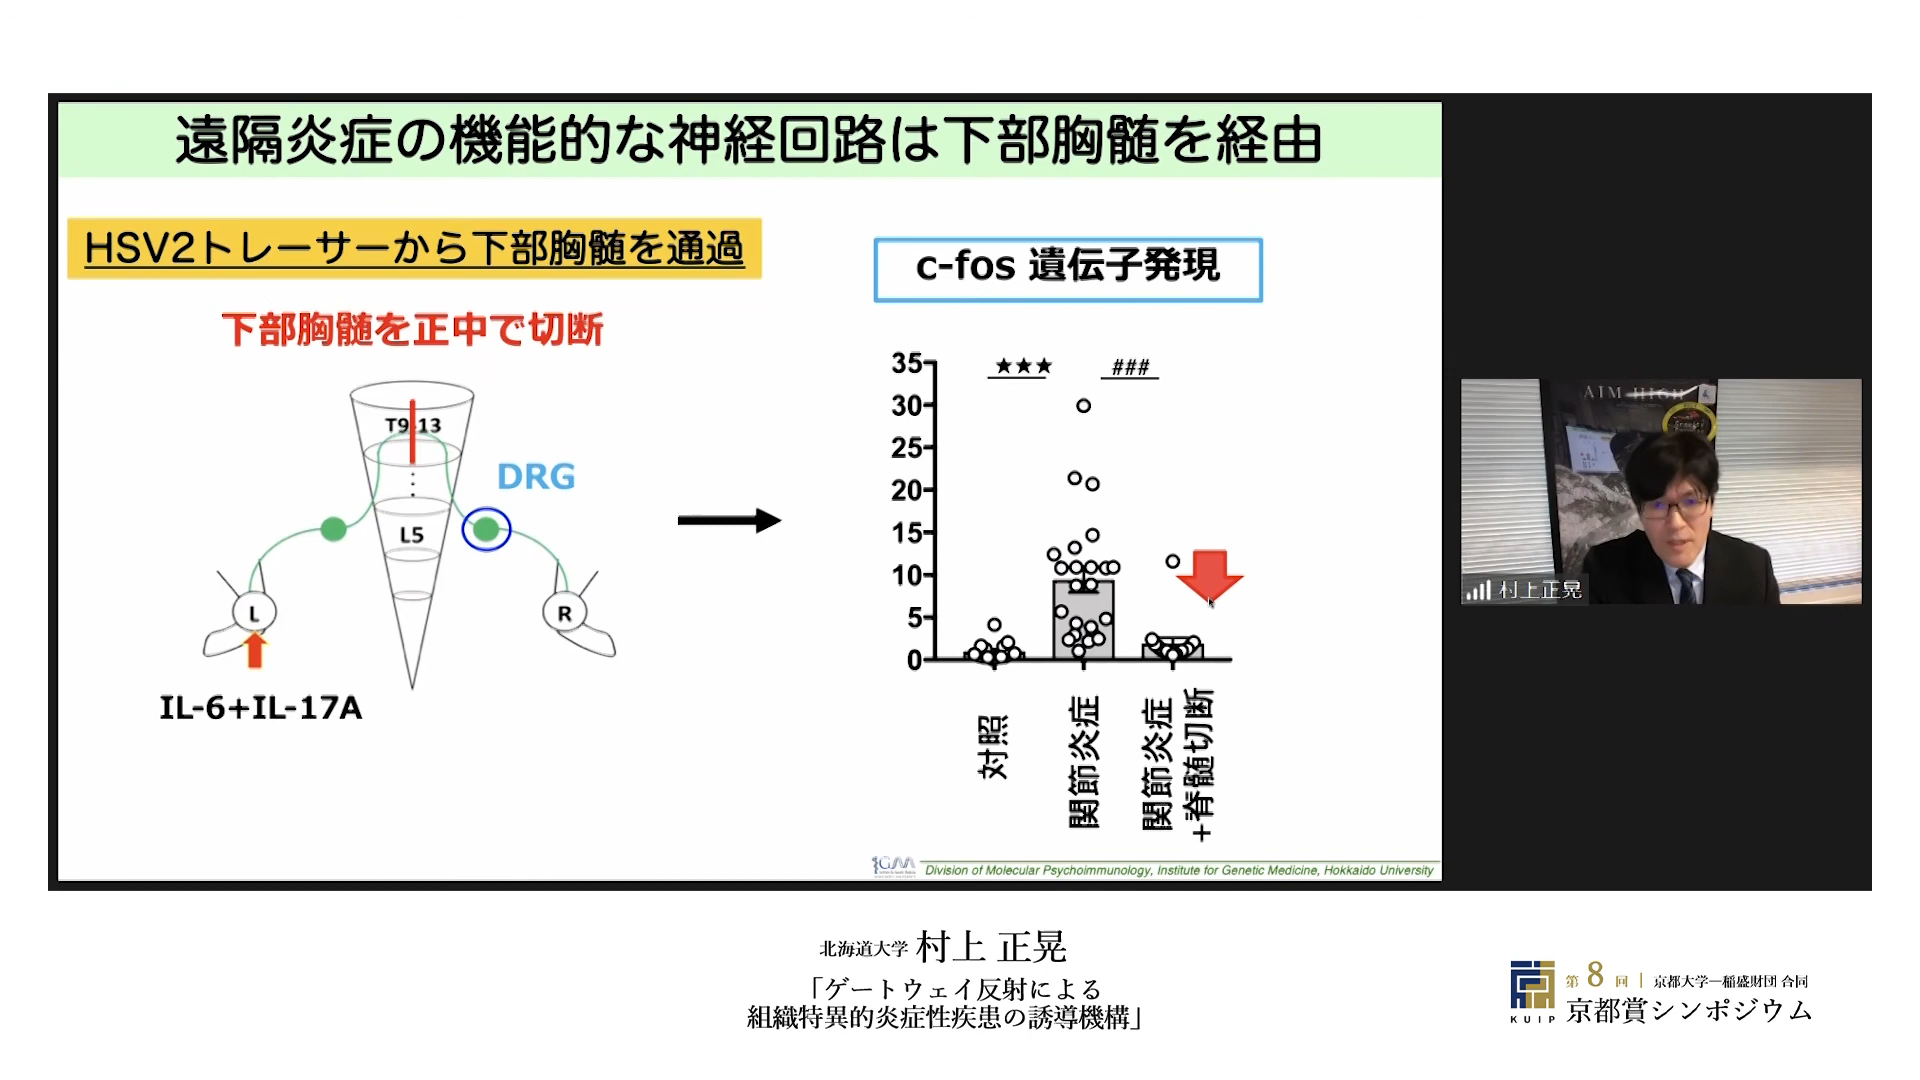 遠隔炎症の機能的な神経回路は下部胸髄を経由
HSV2トレーサーから下部胸髄を通過
下部胸髄を正中で切断
T9-13
DRG
L5
L
R
IL-6+IL-17A
c-fos 遺伝子発現
★★★
###
35
30
25
20
15
10
5
0
対照
関節炎症
関節炎症
+脊髄切断
IGM
Division of Molecular Psychoimmunology, Institute for Genetic Medicine, Hokkaido University
AIM HIGH
村上正晃
北海道大学 村上 正晃
「ゲートウェイ反射による
組織特異的炎症性疾患の誘導機構」
KUIP
第8回 | 京都大学—稲盛財団 合同
京都賞シンポジウム